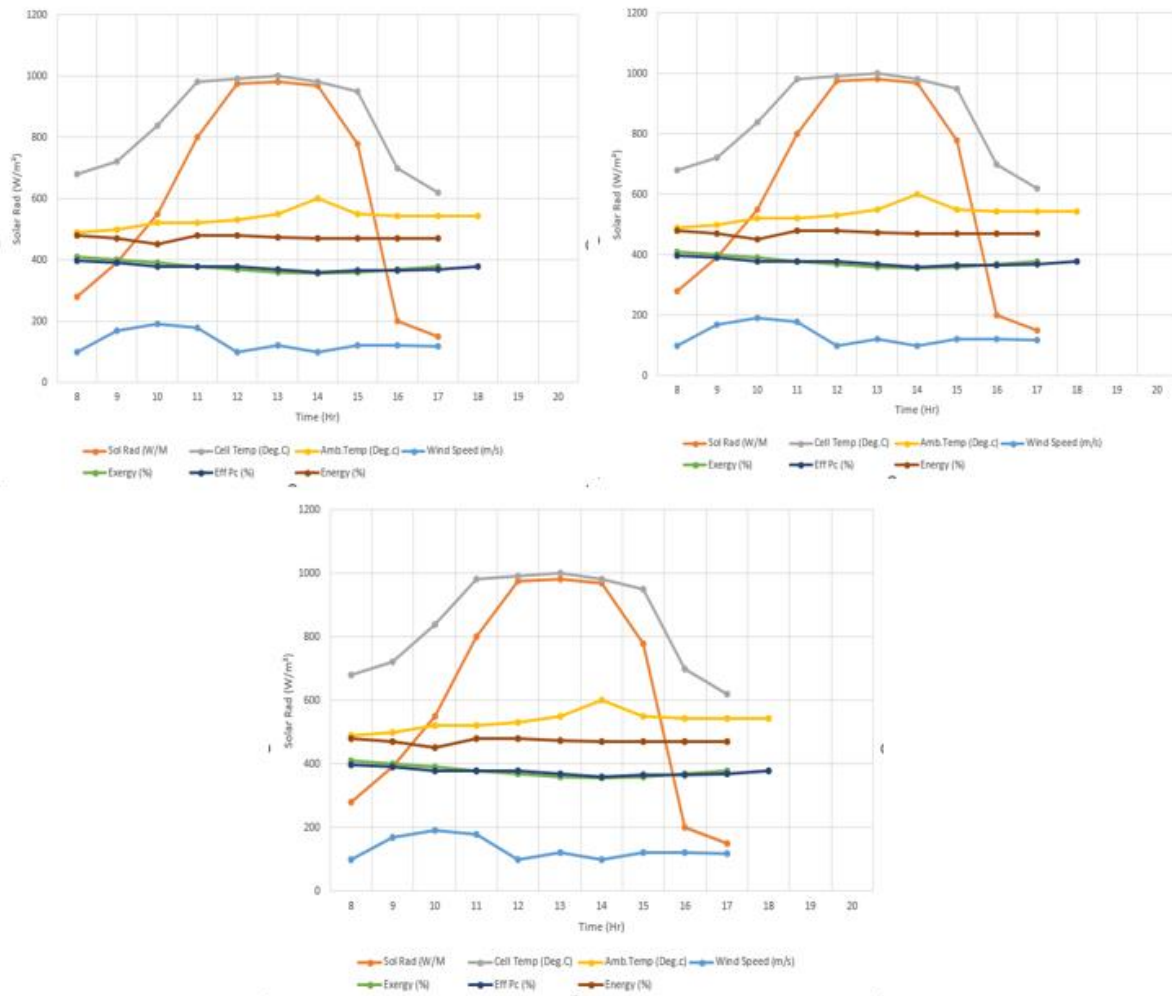 1200
1000
800
600
400
200
0
Solar Rad (W/m²)
8 9 10 11 12 13 14 15 16 17 18 19 20
Time (Hr)
Sol Rad (W/M Cell Temp (Deg.C) Amb.Temp (Deg.c) Wind Speed (m/s)
Exergy (%) Eff Pc (%) Energy (%)
1200
1000
800
600
400
200
0
Solar Rad (W/m²)
8 9 10 11 12 13 14 15 16 17 18 19 20
Time (Hr)
Sol Rad (W/M Cell Temp (Deg.C) Amb.Temp (Deg.c) Wind Speed (m/s)
Exergy (%) Eff Pc (%) Energy (%)
1200
1000
800
600
400
200
0
Solar Rad (W/m²)
8 9 10 11 12 13 14 15 16 17 18 19 20
Time (Hr)
Sol Rad (W/M Cell Temp (Deg.C) Amb.Temp (Deg.c) Wind Speed (m/s)
Exergy (%) Eff Pc (%) Energy (%)